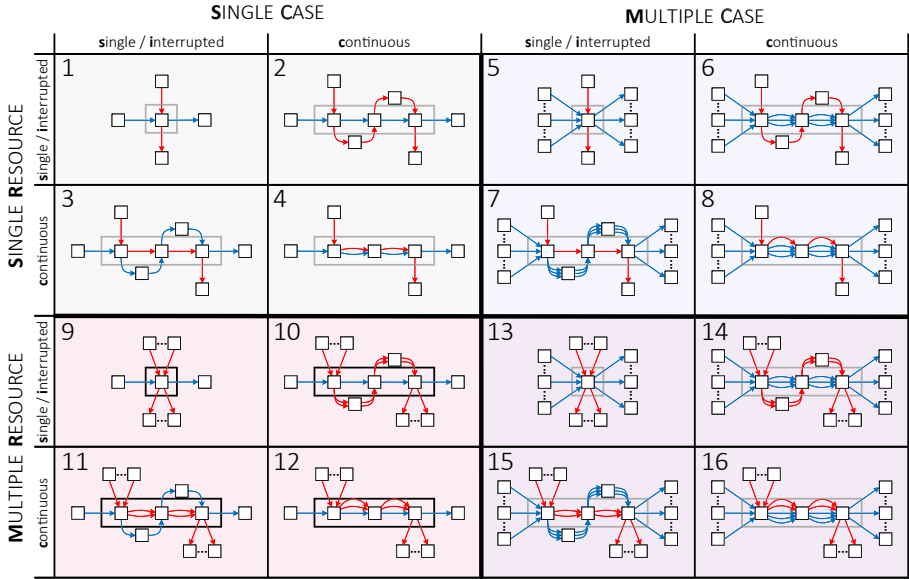 SINGLE CASE
MULTIPLE CASE
single / interrupted
continuous
single / interrupted
continuous
SINGLE RESOURCE
single / interrupted
1
2
5
6
continuous
3
4
7
8
MULTIPLE RESOURCE
single / interrupted
9
10
13
14
continuous
11
12
15
16